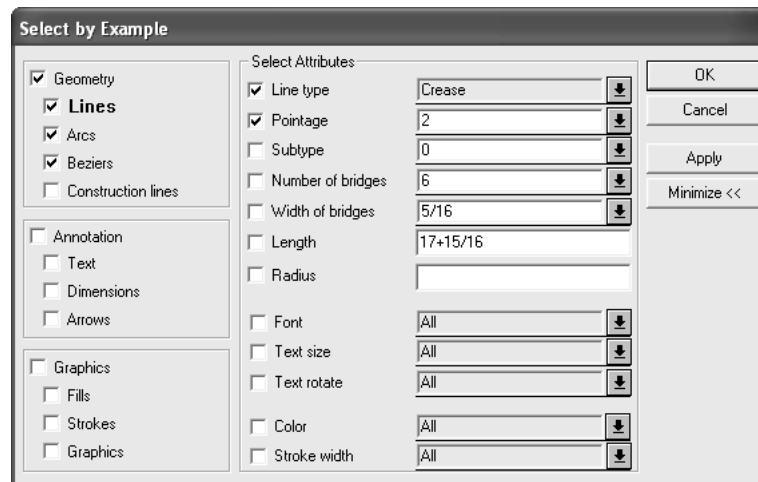 Select by Example
Geometry
Lines
Arcs
Beziers
Construction lines
Annotation
Text
Dimensions
Arrows
Graphics
Fills
Strokes
Graphics
Select Attributes
Line type Crease
Pointage 2
Subtype 0
Number of bridges 6
Width of bridges 5/16
Length 17+15/16
Radius
Font All
Text size All
Text rotate All
Color All
Stroke width All
OK
Cancel
Apply
Minimize <<